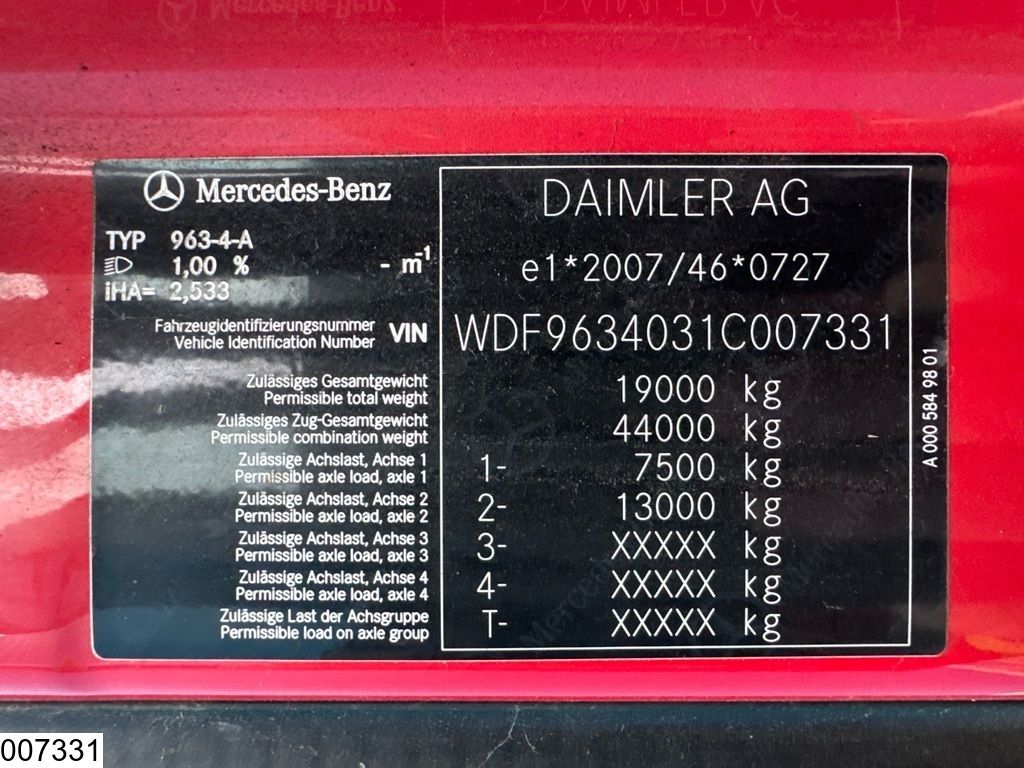 Mercedes-Benz
DAIMLER AG
TYP 963-4-A
1,00 % - m-1
iHA= 2,533
e1*2007/46*0727
Fahrzeugidentifizierungsnummer
Vehicle Identification Number
VIN WDF9634031C007331
Zulässiges Gesamtgewicht
Permissible total weight
19000 kg
Zulässiges Zug-Gesamtgewicht
Permissible combination weight
44000 kg
Zulässige Achslast, Achse 1
Permissible axle load, axle 1
1- 7500 kg
Zulässige Achslast, Achse 2
Permissible axle load, axle 2
2- 13000 kg
Zulässige Achslast, Achse 3
Permissible axle load, axle 3
3- XXXXX kg
Zulässige Achslast, Achse 4
Permissible axle load, axle 4
4- XXXXX kg
Zulässige Last der Achsgruppe
Permissible load on axle group
T- XXXXX kg
A 000 584 98 01
007331